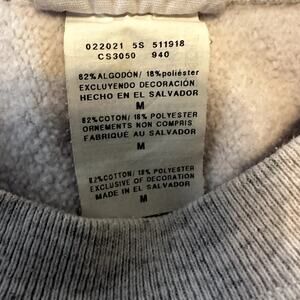 022021 5S 511918
CS3050 940
82%ALGODÓN/ 18%poliéster
EXCLUYENDO DECORACIÓN
HECHO EN EL SALVADOR
M
82%COTON/ 18% POLYESTER
ORNEMENTS NON COMPRIS
FABRIQUÉ AU SALVADOR
M
82%COTTON/ 18% POLYESTER
EXCLUSIVE OF DECORATION
MADE IN EL SALVADOR
M